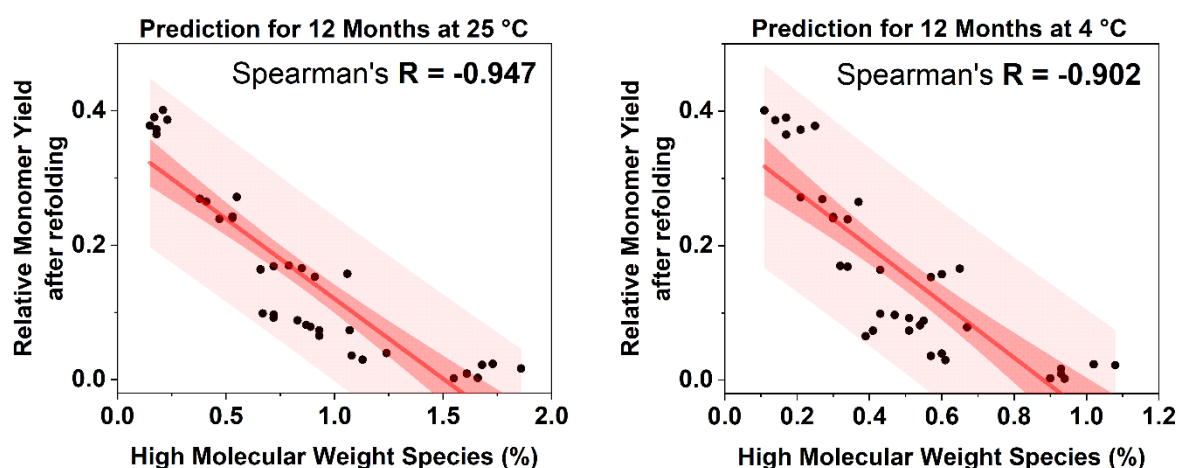 Prediction for 12 Months at 25 °C
Spearman's R = -0.947
Relative Monomer Yield
after refolding
0.4
0.2
0.0
0.0
0.5
1.0
1.5
2.0
High Molecular Weight Species (%)
Prediction for 12 Months at 4 °C
Spearman's R = -0.902
Relative Monomer Yield
after refolding
0.4
0.2
0.0
0.0
0.2
0.4
0.6
0.8
1.0
1.2
High Molecular Weight Species (%)